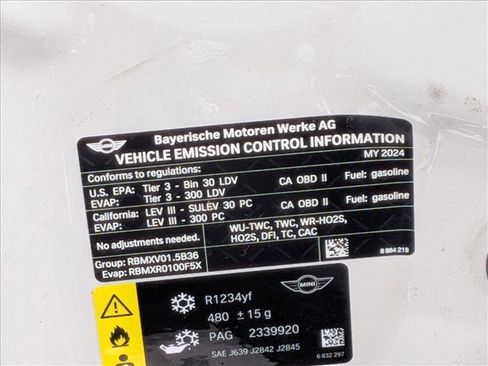 MINI
Bayerische Motoren Werke AG
VEHICLE EMISSION CONTROL INFORMATION
Conforms to regulations: MY 2024
U.S. EPA: Tier 3 - Bin 30 LDV CA OBD II Fuel: gasoline
EVAP: Tier 3 - 300 LDV
California: LEV III - SULEV 30 PC CA OBD II Fuel: gasoline
EVAP: LEV III - 300 PC
No adjustments needed. WU-TWC, TWC, WR-HO2S,
HO2S, DFI, TC, CAC
Group: RBMXV01.5B36 8 864 219
Evap: RBMXR0100F5X
R1234yf MINI
480 ±15 g
PAG 2339920
SAE J639 J2842 J2845 6 832 297